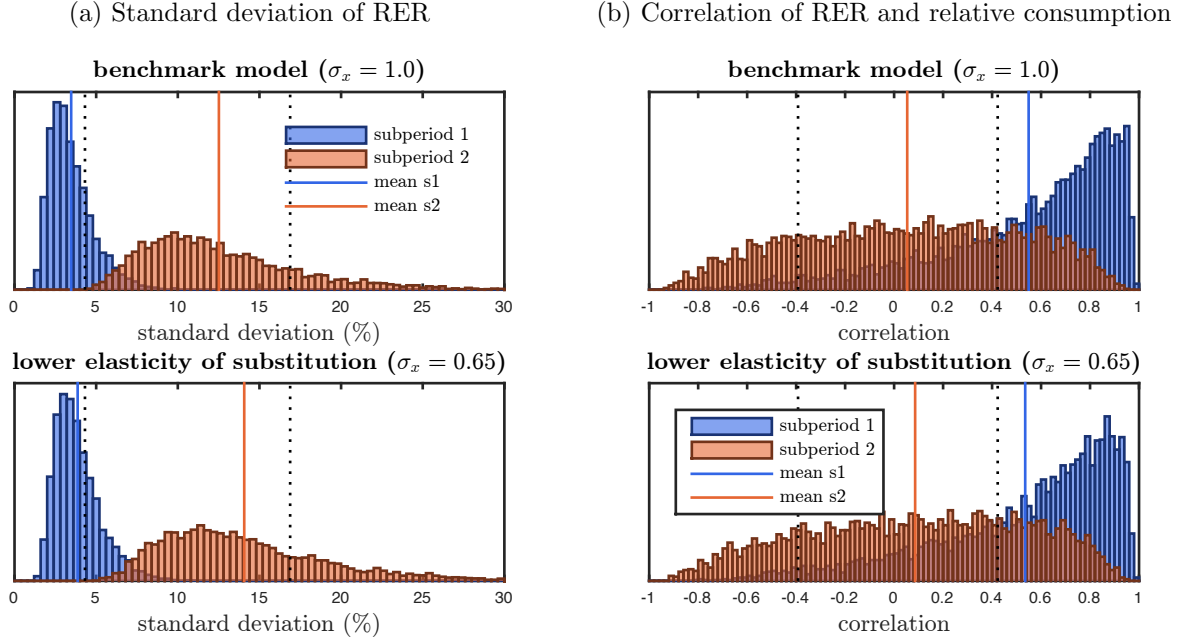 (a) Standard deviation of RER
(b) Correlation of RER and relative consumption
benchmark model (σₓ = 1.0)
subperiod 1
subperiod 2
mean s1
mean s2
0 5 10 15 20 25 30
standard deviation (%)
benchmark model (σₓ = 1.0)
-1 -0.8 -0.6 -0.4 -0.2 0 0.2 0.4 0.6 0.8 1
correlation
lower elasticity of substitution (σₓ = 0.65)
0 5 10 15 20 25 30
standard deviation (%)
lower elasticity of substitution (σₓ = 0.65)
subperiod 1
subperiod 2
mean s1
mean s2
-1 -0.8 -0.6 -0.4 -0.2 0 0.2 0.4 0.6 0.8 1
correlation